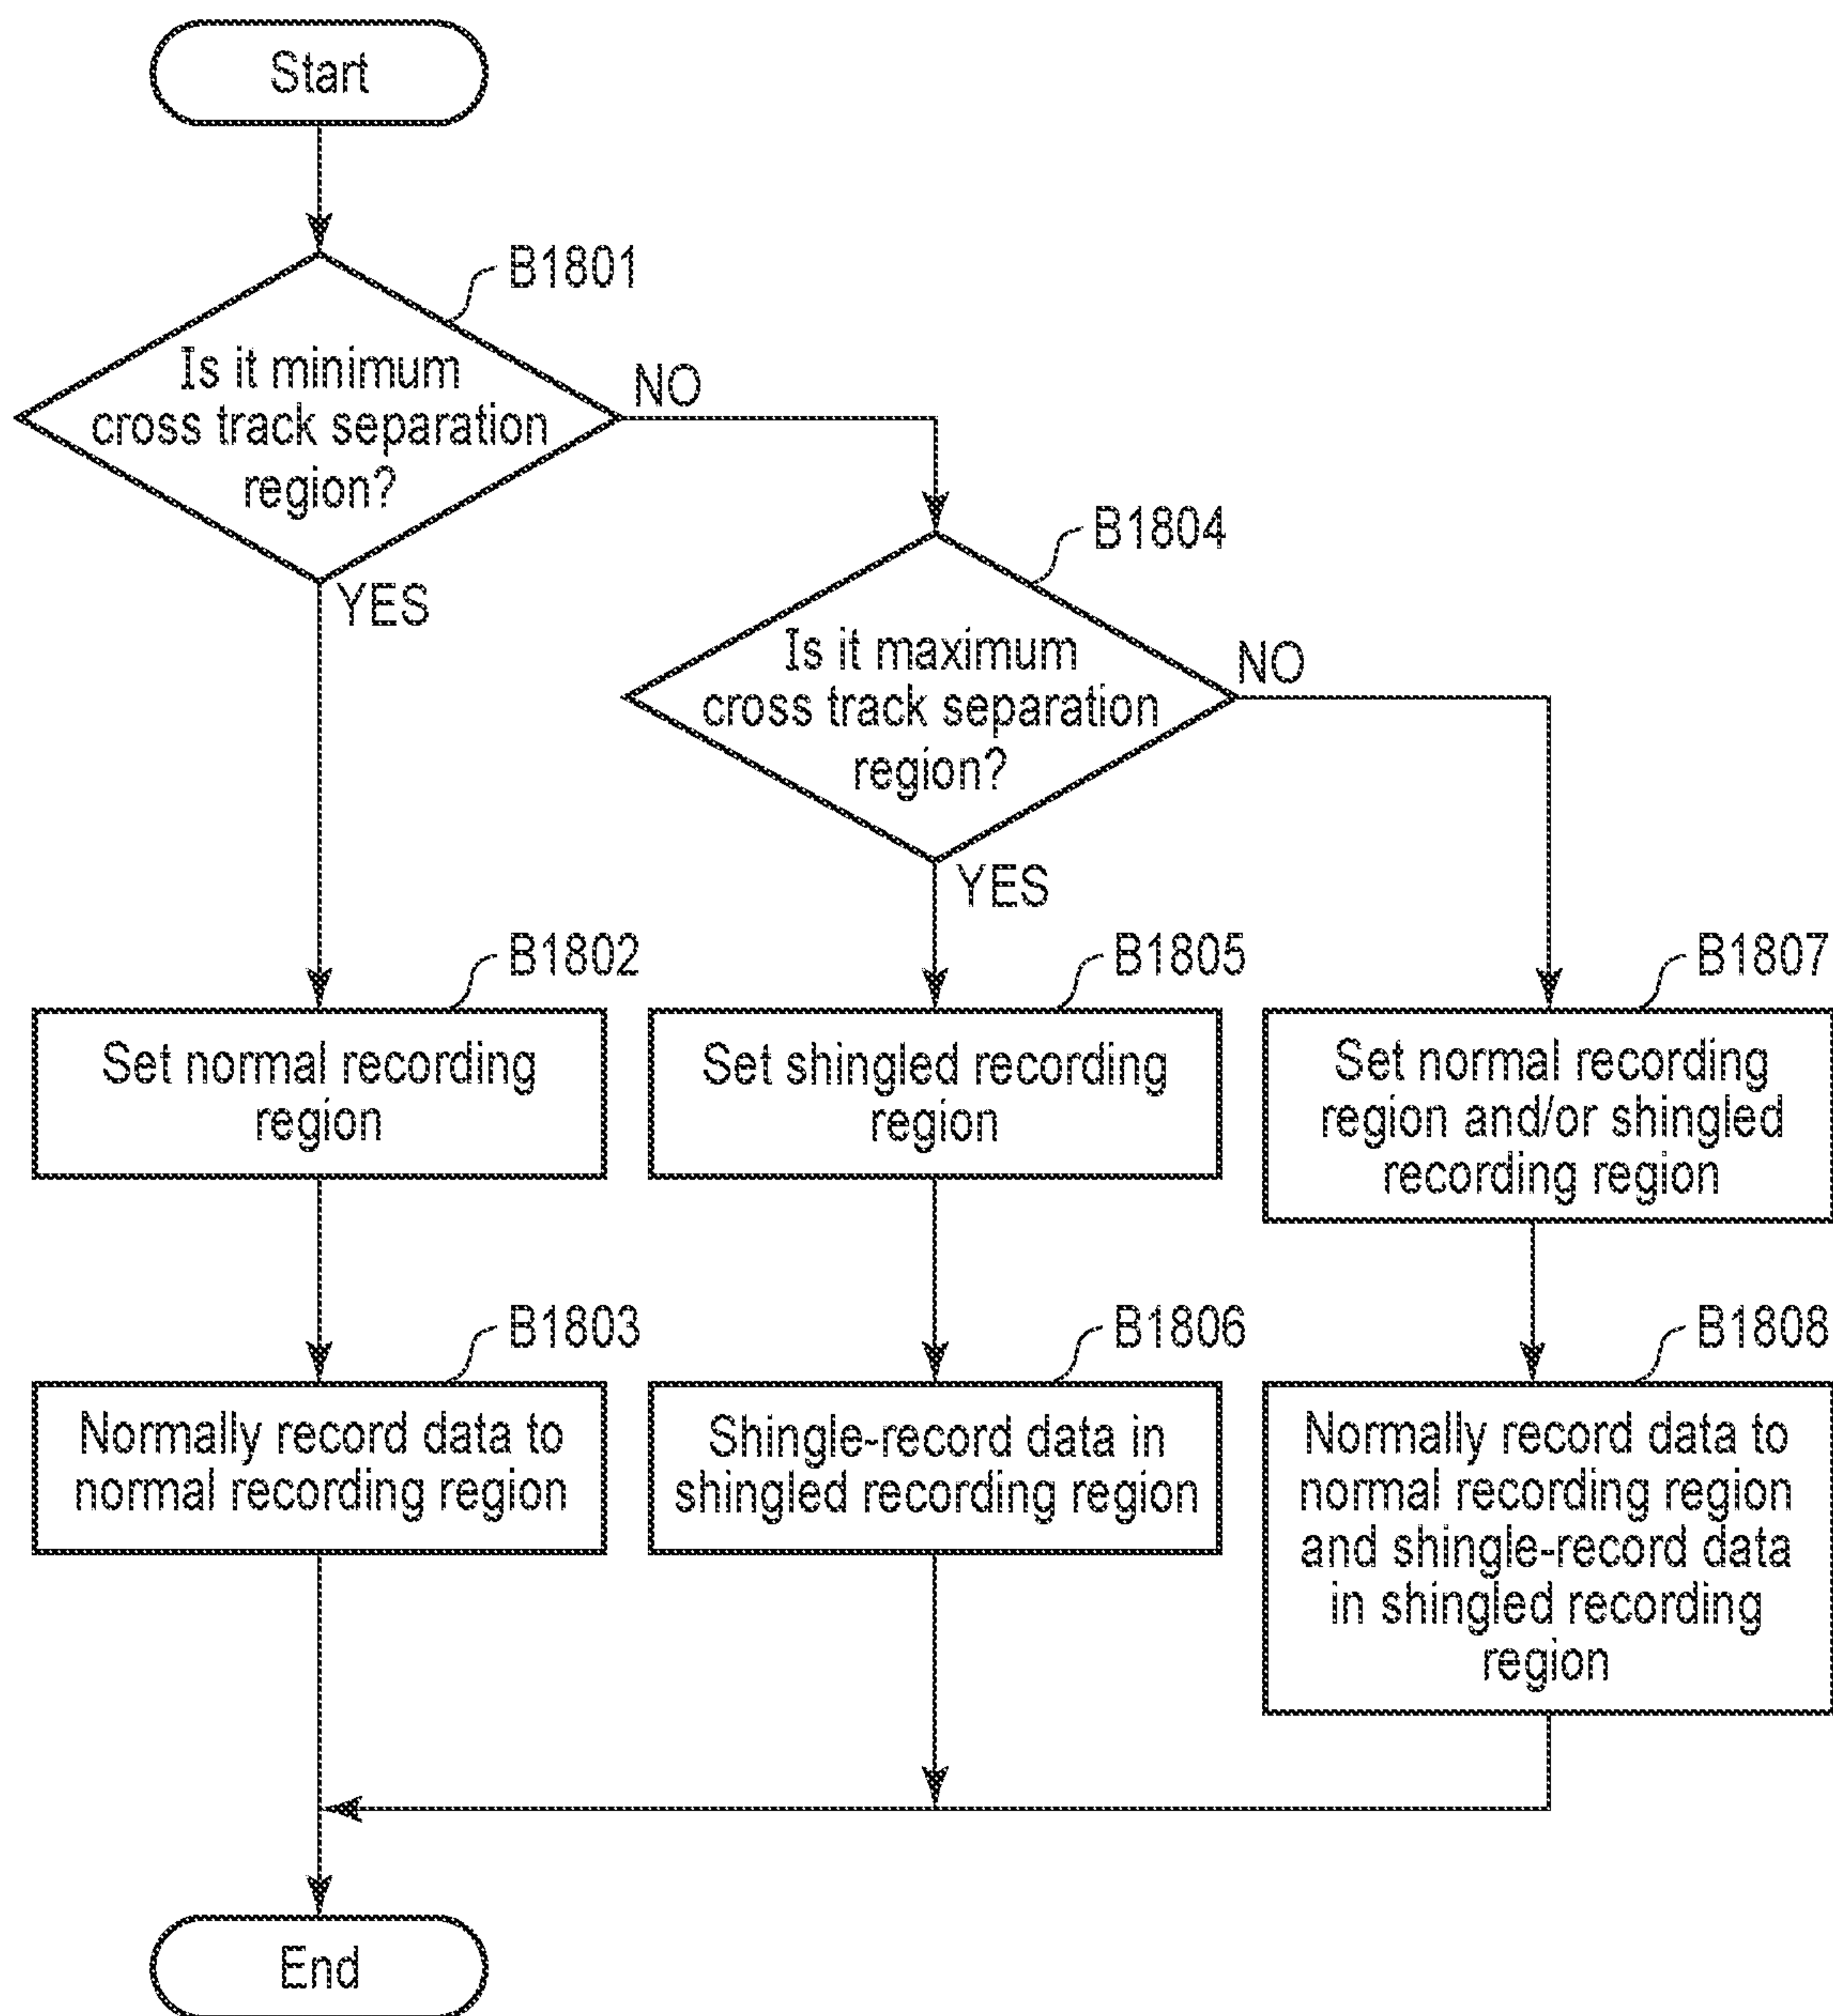 Start
B1801
Is it minimum
cross track separation
region?
NO
YES
B1804
Is it maximum
cross track separation
region?
NO
YES
B1802
Set normal recording
region
B1805
Set shingled recording
region
B1807
Set normal recording
region and/or shingled
recording region
B1803
Normally record data to
normal recording region
B1806
Shingle-record data in
shingled recording region
B1808
Normally record data to
normal recording region
and shingle-record data
in shingled recording
region
End